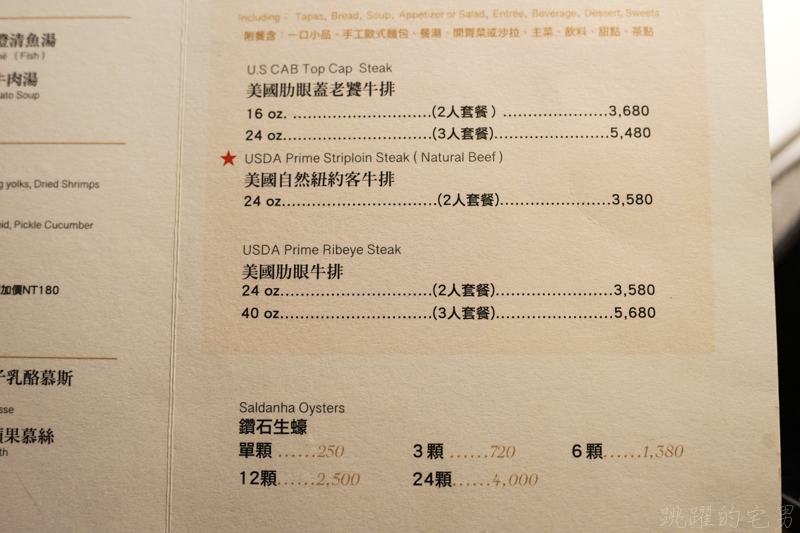 澄清魚湯
( Fish )
牛肉湯
Soup
yolks, Dried Shrimps
Pickle Cucumber
加價NT180
乳酪慕斯
蘋果慕絲
Including： Tapas, Bread, Soup, Appetizer or Salad, Entrée, Beverage, Dessert, Sweets
附餐含：一口小品、手工歐式麵包、餐湯、開胃菜或沙拉、主菜、飲料、甜點、茶點
U.S CAB Top Cap Steak
美國肋眼蓋老饕牛排
16 oz. ..........................(2人套餐 ) ....................3,680
24 oz............................(3人套餐)......................5,480
★ USDA Prime Striploin Steak ( Natural Beef )
美國自然紐約客牛排
24 oz.............................(2人套餐).....................3,580
USDA Prime Ribeye Steak
美國肋眼牛排
24 oz............................(2人套餐)......................3,580
40 oz............................(3人套餐)......................5,680
Saldanha Oysters
鑽石生蠔
單顆 ......250 3 顆 ......720 6 顆......1,380
12顆......2,500 24顆......4,000
跳躍的宅男